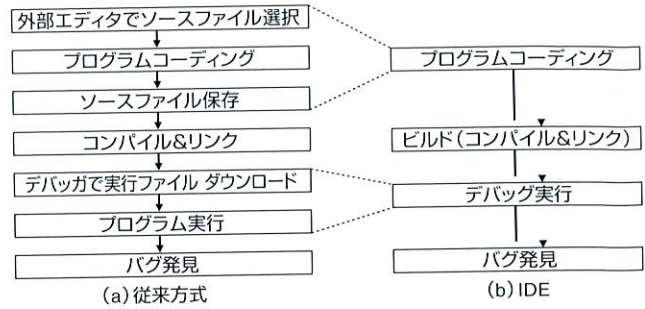 外部エディタでソースファイル選択
プログラムコーディング
ソースファイル保存
コンパイル&リンク
デバッガで実行ファイル ダウンロード
プログラム実行
バグ発見
(a)従来方式
プログラムコーディング
ビルド(コンパイル&リンク)
デバッグ実行
バグ発見
(b)IDE